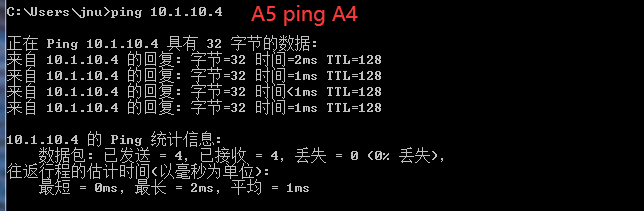 C:\Users\jnu>ping 10.1.10.4
A5 ping A4
正在 Ping 10.1.10.4 具有 32 字节的数据:
来自 10.1.10.4 的回复: 字节=32 时间=2ms TTL=128
来自 10.1.10.4 的回复: 字节=32 时间=1ms TTL=128
来自 10.1.10.4 的回复: 字节=32 时间<1ms TTL=128
来自 10.1.10.4 的回复: 字节=32 时间=1ms TTL=128
10.1.10.4 的 Ping 统计信息:
数据包: 已发送 = 4, 已接收 = 4, 丢失 = 0 (0% 丢失),
往返行程的估计时间(以毫秒为单位):
最短 = 0ms, 最长 = 2ms, 平均 = 1ms